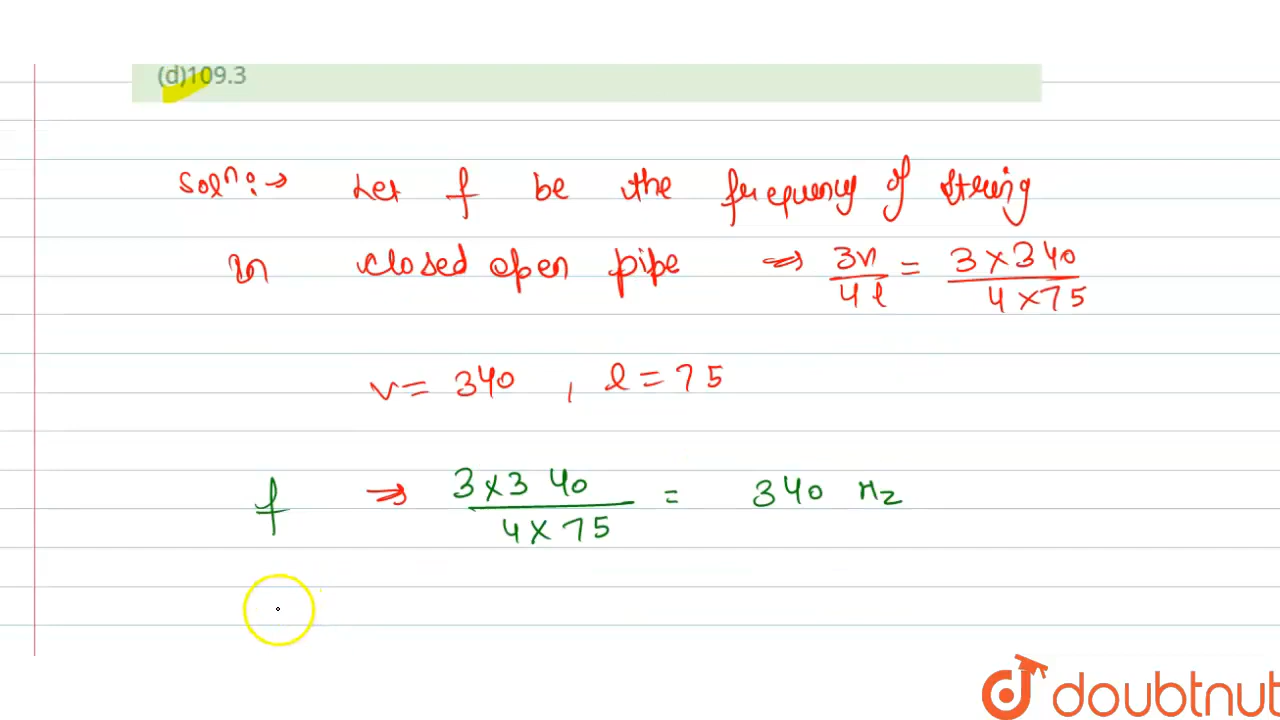 (d)109.3
Soln:→ Let f be the frequency of string
In closed open pipe ⇒ 3v/4l = 3×340/4×75
v= 340 , l=75
f ⇒ 3×340/4×75 = 340 Hz
doubtnut